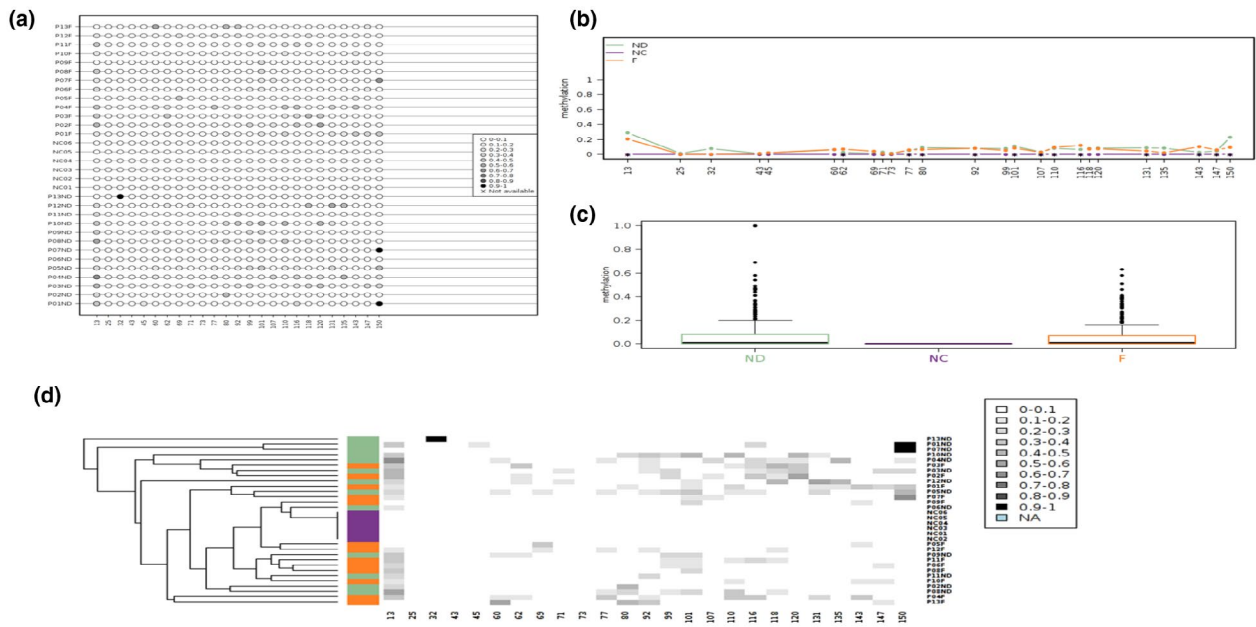 (a)
P13F
P12F
P11F
P10F
P09F
P08F
P07F
P06F
P05F
P04F
P03F
P02F
P01F
NC06
NC05
NC04
NC03
NC02
NC01
P13ND
P12ND
P11ND
P10ND
P09ND
P08ND
P07ND
P06ND
P05ND
P04ND
P03ND
P02ND
P01ND
13 25 32 43 45 60 62 69 71 73 77 80 92 99 101 107 110 116 118 120 131 135 143 147 150
0-0.1
0.1-0.2
0.2-0.3
0.3-0.4
0.4-0.5
0.5-0.6
0.6-0.7
0.7-0.8
0.8-0.9
0.9-1
x Not available
(b)
ND
NC
F
methylation
1
0.8
0.6
0.4
0.2
0
13 25 32 43 45 60 62 69 71 73 77 80 92 99 101 107 110 116 118 120 131 135 143 147 150
(c)
methylation
1.0
0.8
0.6
0.4
0.2
0.0
ND NC F
(d)
P13ND
P01ND
P07ND
P10ND
P04ND
P03F
P03ND
P02F
P12ND
P01F
P05ND
P07F
P09F
P06ND
NC06
NC05
NC04
NC03
NC01
NC02
P05F
P12F
P09ND
P11F
P06F
P08F
P11ND
P10F
P02ND
P08ND
P04F
P13F
13 25 32 43 45 60 62 69 71 73 77 80 92 99 101 107 110 116 118 120 131 135 143 147 150
0-0.1
0.1-0.2
0.2-0.3
0.3-0.4
0.4-0.5
0.5-0.6
0.6-0.7
0.7-0.8
0.8-0.9
0.9-1
NA